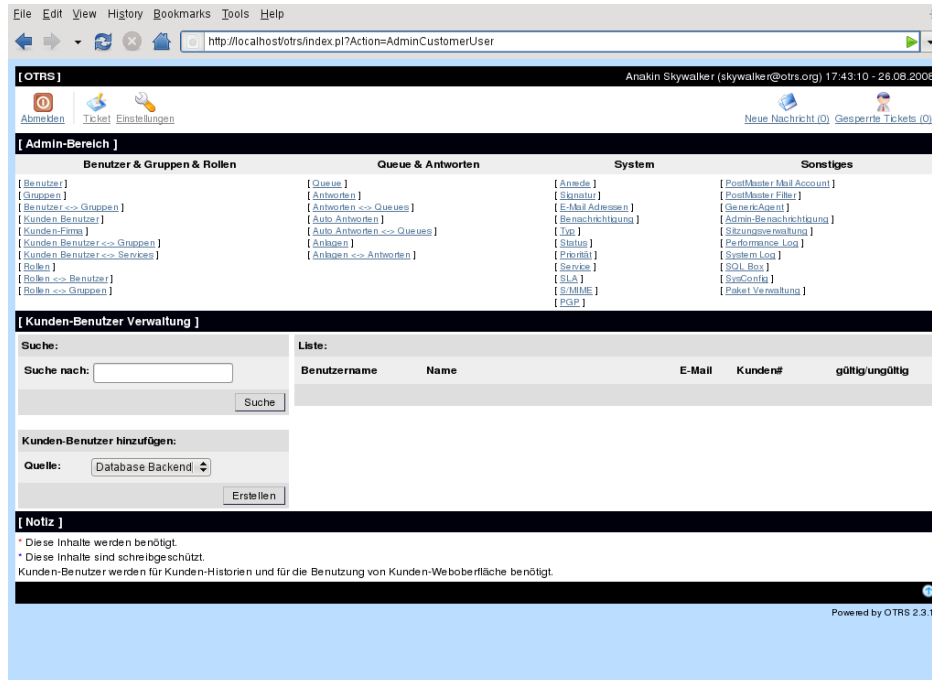 File Edit View History Bookmarks Tools Help
http://localhost/otrs/index.pl?Action=AdminCustomerUser
[ OTRS ] Anakin Skywalker (skywalker@otrs.org) 17:43:10 - 26.08.2008
Abmelden Ticket Einstellungen Neue Nachricht (0) Gesperrte Tickets (0)
[ Admin-Bereich ]
Benutzer & Gruppen & Rollen Queue & Antworten System Sonstiges
[ Benutzer ] [ Queue ] [ Anrede ] [ PostMaster Mail Account ]
[ Gruppen ] [ Antworten ] [ Signatur ] [ PostMaster Filter ]
[ Benutzer <-> Gruppen ] [ Antworten <-> Queues ] [ E-Mail Adressen ] [ GenericAgent ]
[ Kunden Benutzer ] [ Auto Antworten ] [ Benachrichtigung ] [ Admin-Benachrichtigung ]
[ Kunden-Firma ] [ Auto Antworten <-> Queues ] [ Typ ] [ Sitzungsverwaltung ]
[ Kunden Benutzer <-> Gruppen ] [ Anlagen ] [ Status ] [ Performance Log ]
[ Kunden Benutzer <-> Services ] [ Anlagen <-> Antworten ] [ Priorität ] [ System Log ]
[ Rollen ] [ Service ] [ SQL Box ]
[ Rollen <-> Benutzer ] [ SLA ] [ SysConfig ]
[ Rollen <-> Gruppen ] [ S/MIME ] [ Paket Verwaltung ]
[ PGP ]
[ Kunden-Benutzer Verwaltung ]
Suche: Liste:
Suche nach: Benutzername Name E-Mail Kunden# gültig/ungültig
Suche
Kunden-Benutzer hinzufügen:
Quelle: Database Backend
Erstellen
[ Notiz ]
* Diese Inhalte werden benötigt.
* Diese Inhalte sind schreibgeschützt.
Kunden-Benutzer werden für Kunden-Historien und für die Benutzung von Kunden-Weboberfläche benötigt.
Powered by OTRS 2.3.1